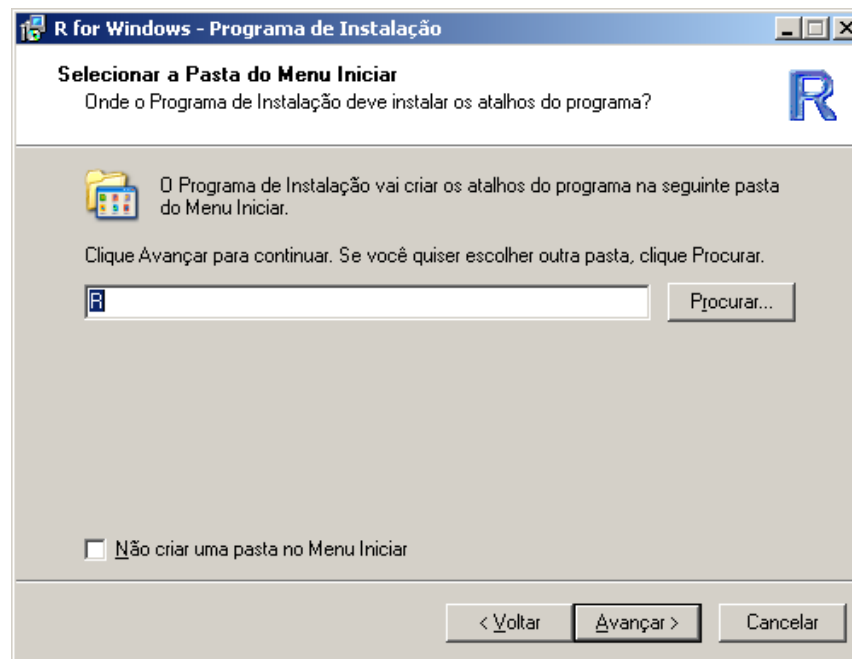 R for Windows - Programa de Instalação
Selecionar a Pasta do Menu Iniciar
Onde o Programa de Instalação deve instalar os atalhos do programa?
R
O Programa de Instalação vai criar os atalhos do programa na seguinte pasta
do Menu Iniciar.
Clique Avançar para continuar. Se você quiser escolher outra pasta, clique Procurar.
R
Procurar...
Não criar uma pasta no Menu Iniciar
< Voltar
Avançar >
Cancelar